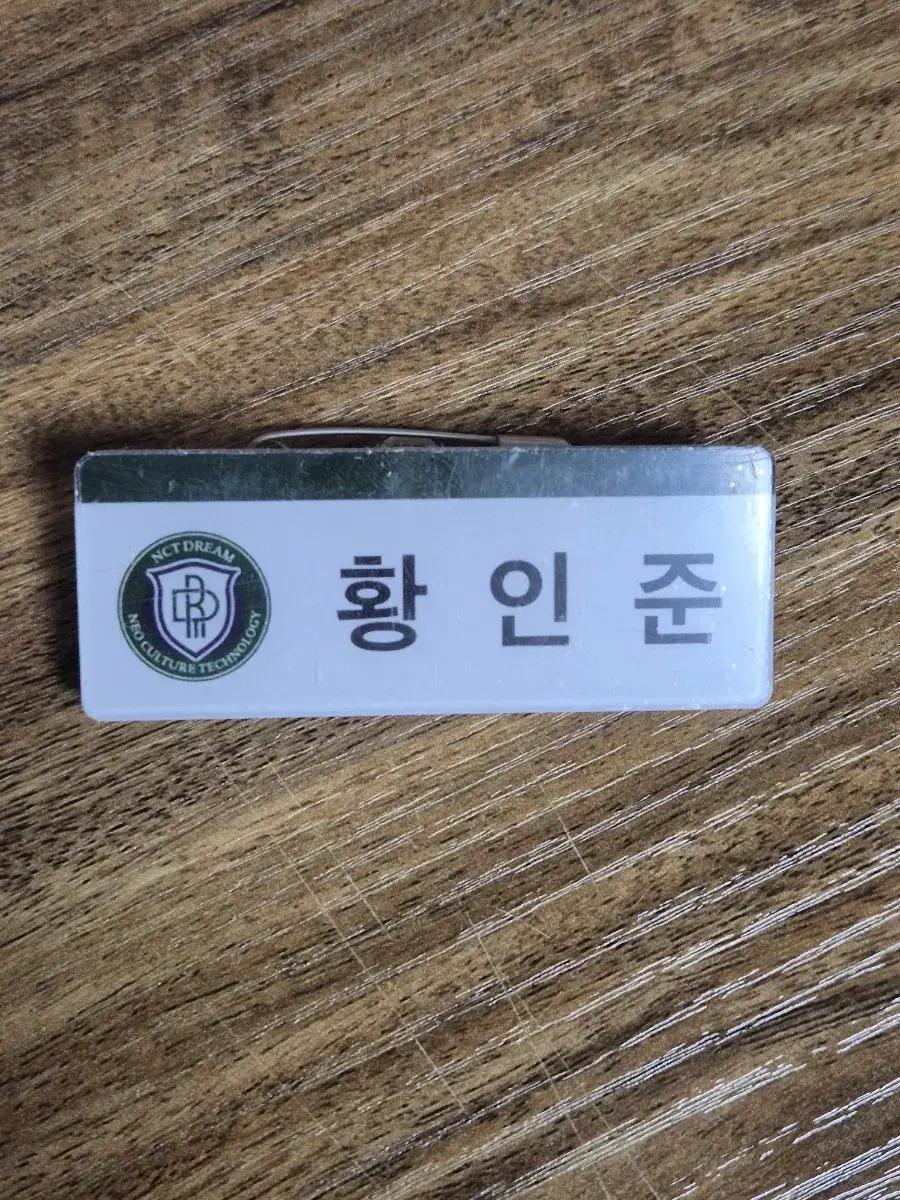 NCT DREAM
NEO CULTURE TECHNOLOGY
황 인 준